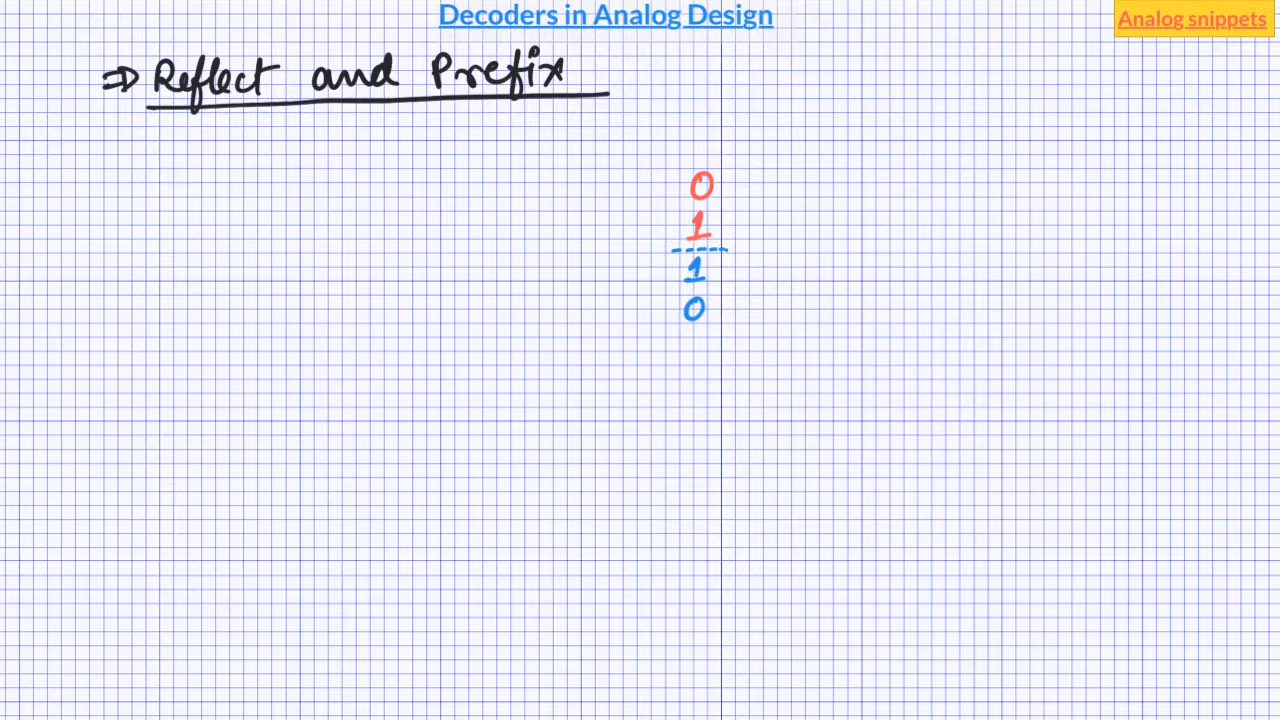 Decoders in Analog Design
Analog snippets
⇒ Reflect and Prefix
0
1
1
0